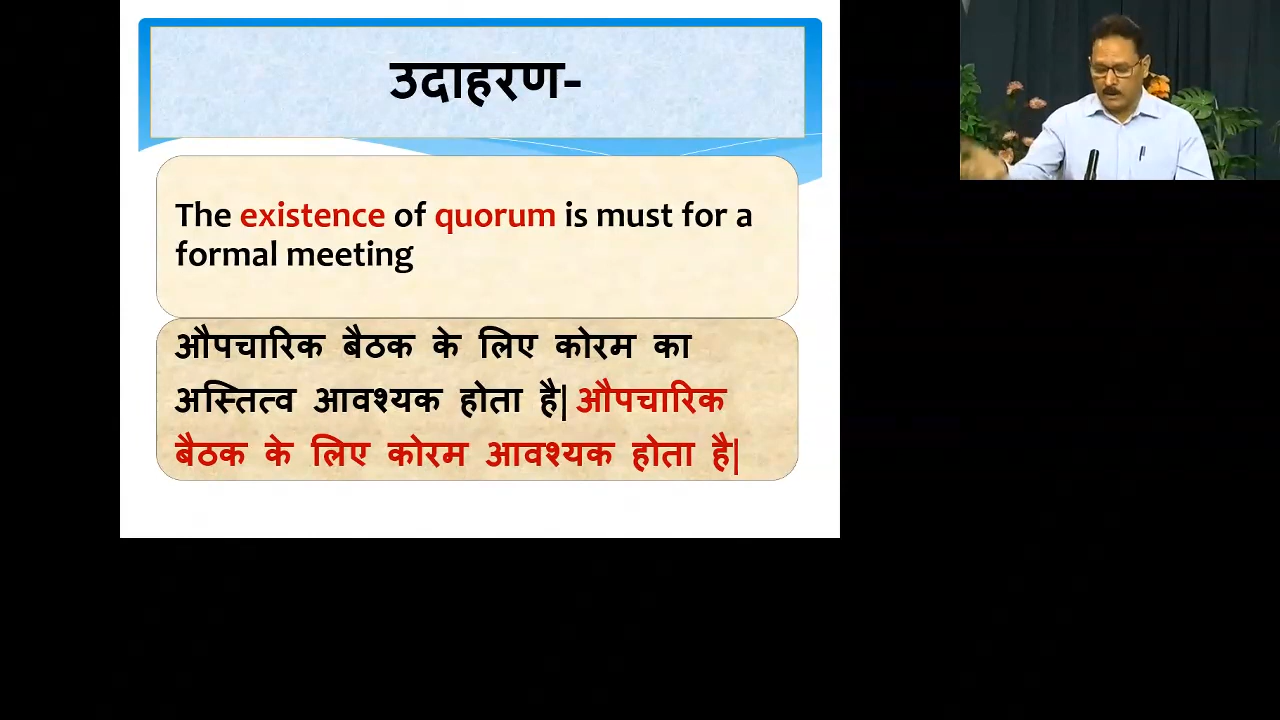 उदाहरण-
The existence of quorum is must for a
formal meeting
औपचारिक बैठक के लिए कोरम का
अस्तित्व आवश्यक होता है| औपचारिक
बैठक के लिए कोरम आवश्यक होता है|